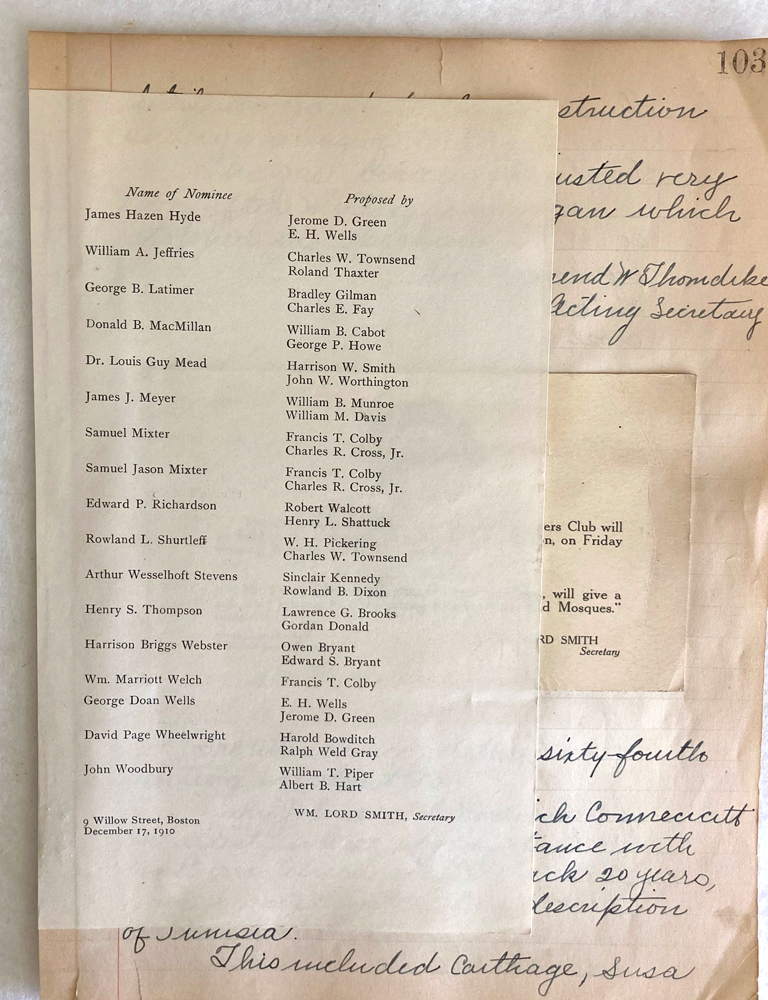 103
struction
Name of Nominee Proposed by
James Hazen Hyde Jerome D. Green
E. H. Wells
William A. Jeffries Charles W. Townsend
Roland Thaxter
George B. Latimer Bradley Gilman
Charles E. Fay
Donald B. MacMillan William B. Cabot
George P. Howe
Dr. Louis Guy Mead Harrison W. Smith
John W. Worthington
James J. Meyer William B. Munroe
William M. Davis
Samuel Mixter Francis T. Colby
Charles R. Cross, Jr.
Samuel Jason Mixter Francis T. Colby
Charles R. Cross, Jr.
Edward P. Richardson Robert Walcott
Henry L. Shattuck
Rowland L. Shurtleff W. H. Pickering
Charles W. Townsend
Arthur Wesselhoft Stevens Sinclair Kennedy
Rowland B. Dixon
Henry S. Thompson Lawrence G. Brooks
Gordan Donald
Harrison Briggs Webster Owen Bryant
Edward S. Bryant
Wm. Marriott Welch Francis T. Colby
George Doan Wells E. H. Wells
Jerome D. Green
David Page Wheelwright Harold Bowditch
Ralph Weld Gray
John Woodbury William T. Piper
Albert B. Hart
WM. LORD SMITH, Secretary
9 Willow Street, Boston
December 17, 1910
usted very
gan which
end W Thorndike
Acting Secretary
ers Club will
n, on Friday
, will give a
d Mosques."
RD SMITH
Secretary
sixty-fourth
ch Connecicutt
tance with
ack 20 years,
description
of Tunisia.
This included Carthage, Susa